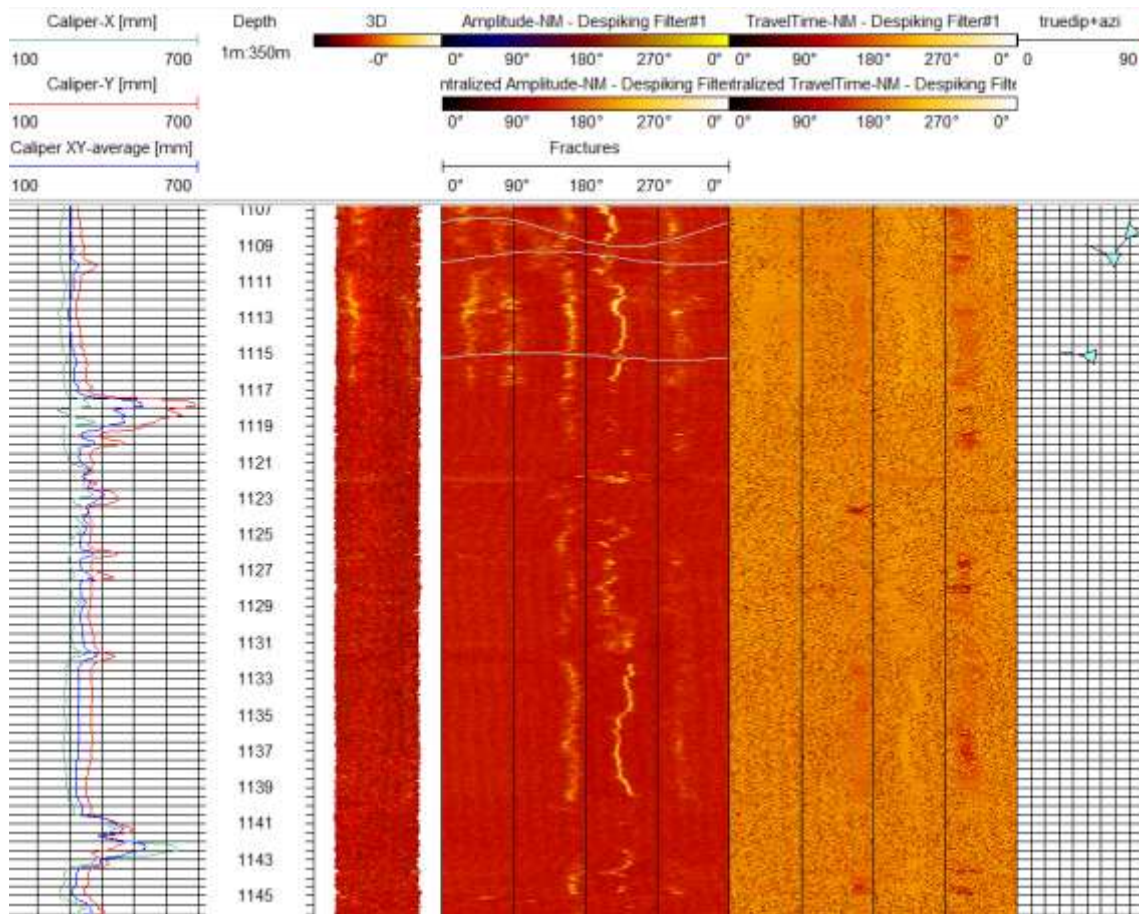 Caliper-X [mm]
100 700
Caliper-Y [mm]
100 700
Caliper XY-average [mm]
100 700
Depth
1m:350m
3D
-0°
Amplitude-NM - Despiking Filter#1
0° 90° 180° 270° 0°
ntralized Amplitude-NM - Despiking Filte
0° 90° 180° 270° 0°
Fractures
0° 90° 180° 270° 0°
TravelTime-NM - Despiking Filter#1
0° 90° 180° 270° 0°
ntralized TravelTime-NM - Despiking Filte
0° 90° 180° 270° 0°
truedip+azi
0 90
1107
1109
1111
1113
1115
1117
1119
1121
1123
1125
1127
1129
1131
1133
1135
1137
1139
1141
1143
1145